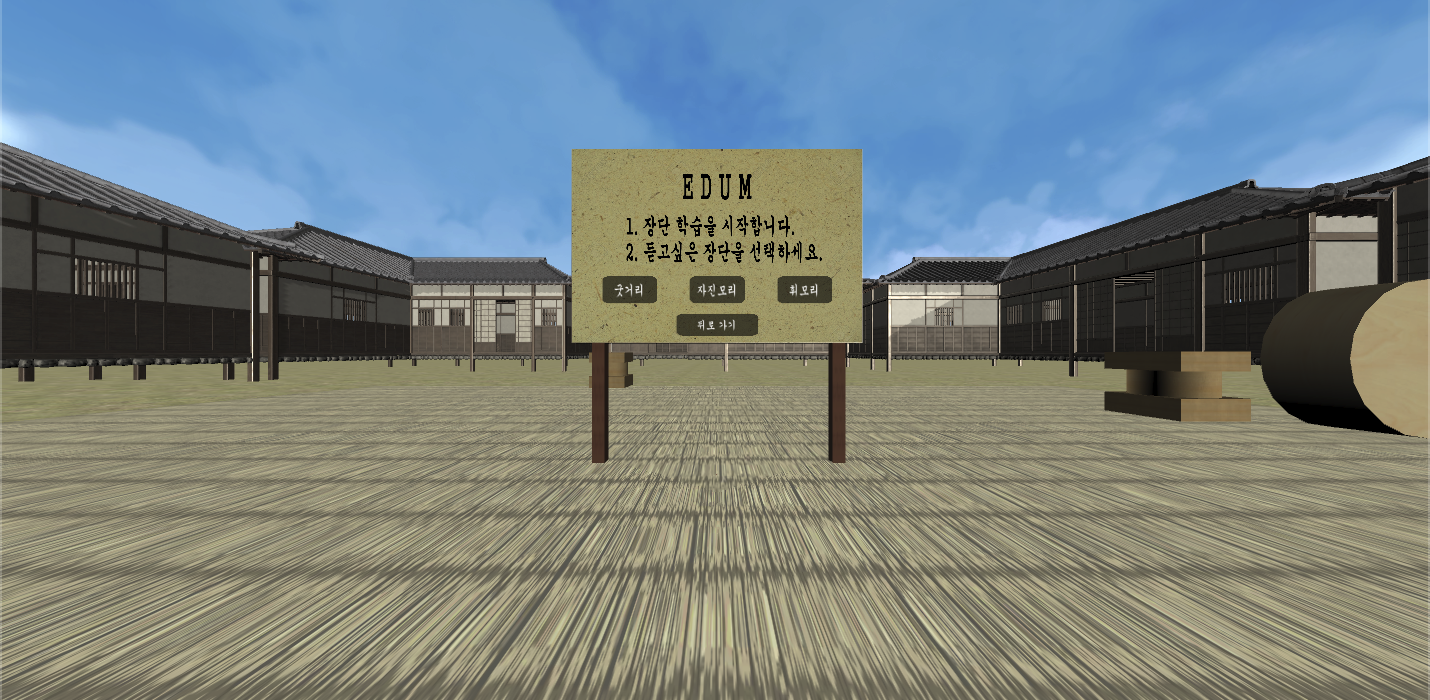 EDUM
1. 장단 학습을 시작합니다.
2. 듣고싶은 장단을 선택하세요.
굿거리 자진모리 휘모리
뒤로 가기